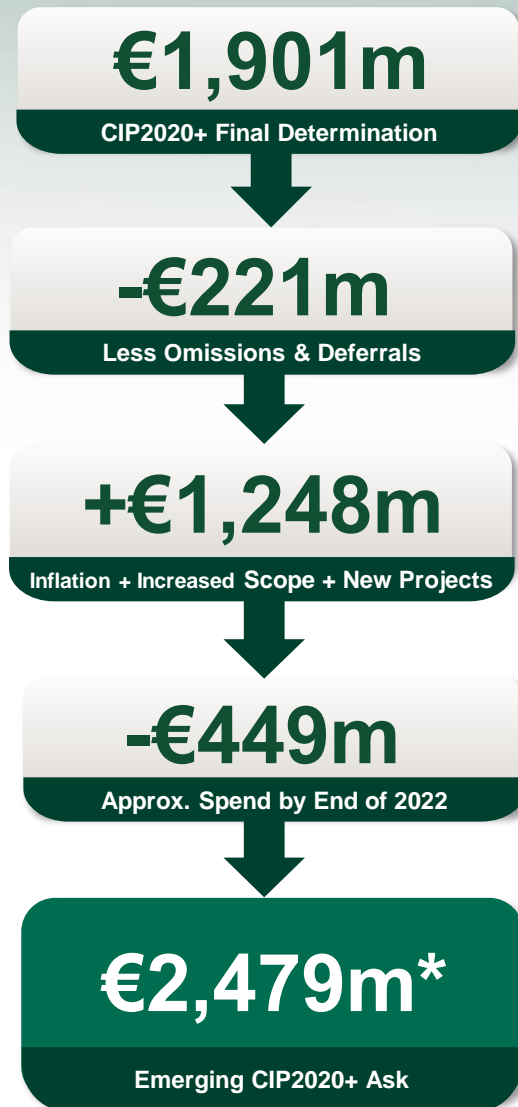 €1,901m
CIP2020+ Final Determination
-€221m
Less Omissions & Deferrals
+€1,248m
Inflation + Increased Scope + New Projects
-€449m
Approx. Spend by End of 2022
€2,479m*
Emerging CIP2020+ Ask